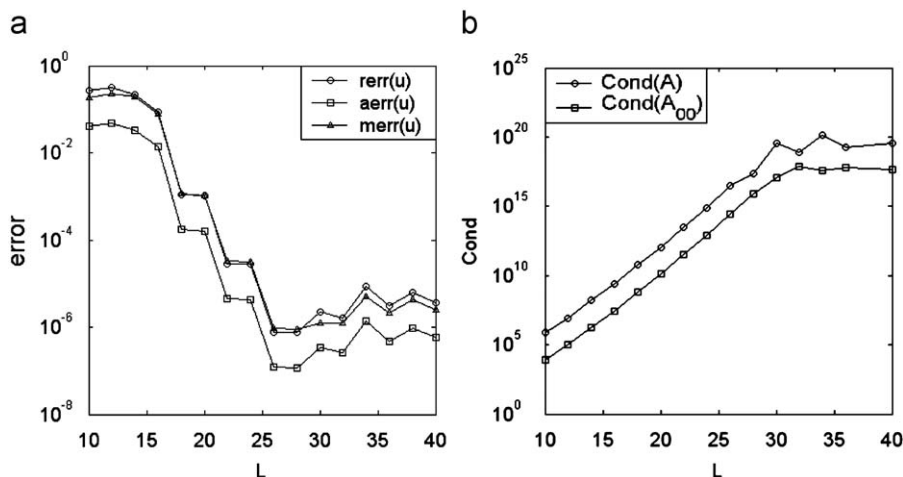 a
10^0
10^-2
10^-4
10^-6
10^-8
error
10 15 20 25 30 35 40
L
rerr(u)
aerr(u)
merr(u)
b
10^25
10^20
10^15
10^10
10^5
10^0
Cond
10 15 20 25 30 35 40
L
Cond(A)
Cond(A_00)